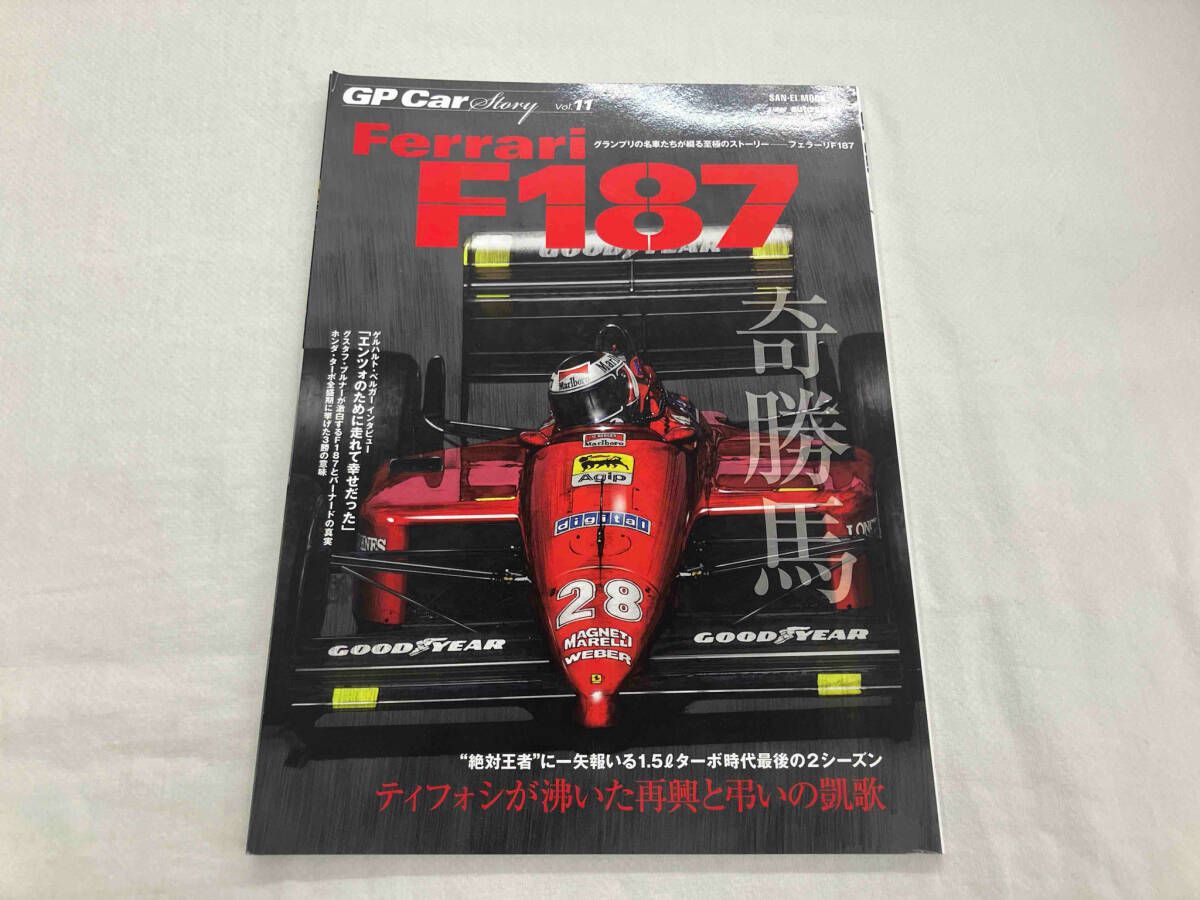 GP Car Story Vol.11
SAN-EI MOOK
Ferrari
グランプリの名車たちが綴る至極のストーリー――フェラーリF187
F187
GOODYEAR
奇勝馬
ゲルハルト・ベルガー インタビュー
「エンツォのために走れて幸せだった」
グスタフ・ブルナーが激白するF187とバーナードの真実
ホンダ・ターボ全盛期に挙げた3勝の意味
Marlboro
G. BERGER
Marlboro
Agip
digital
28
MAGNETI
MARELLI
WEBER
GOODYEAR
GOODYEAR
“絶対王者”に一矢報いる1.5ℓターボ時代最後の2シーズン
ティフォシが沸いた再興と弔いの凱歌